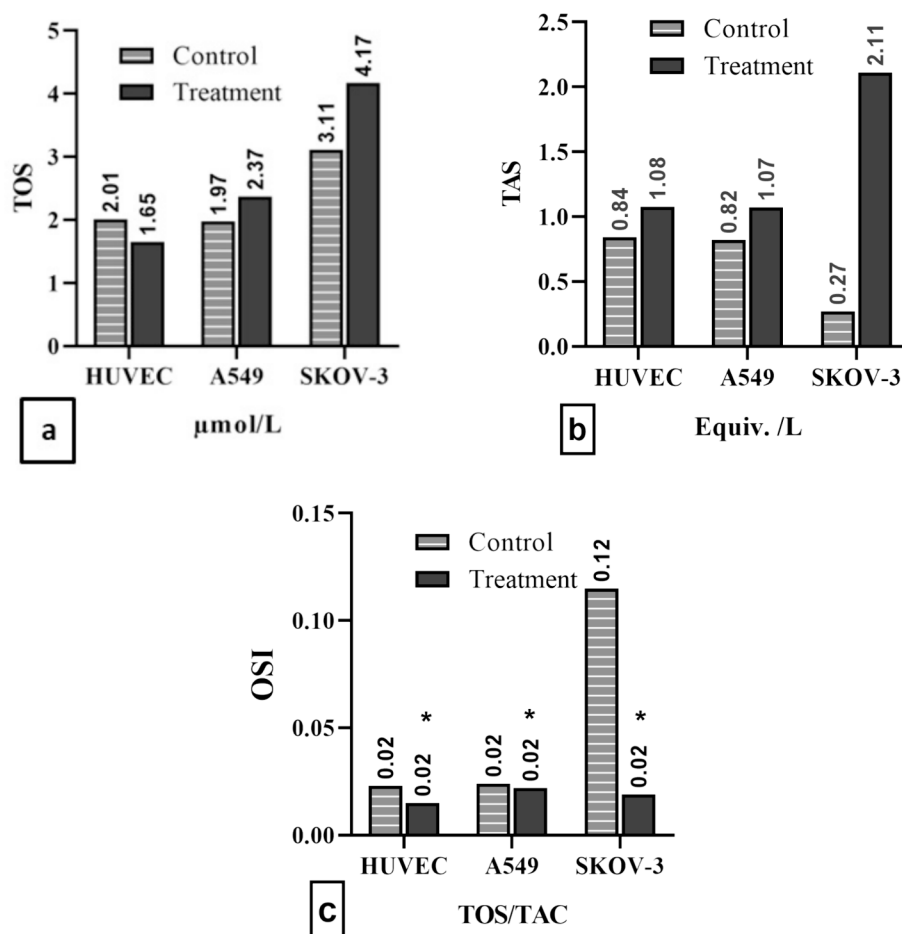 5
4
3
2
1
0
TOS
Control
Treatment
2.01
1.65
1.97
2.37
3.11
4.17
HUVEC A549 SKOV-3
a
µmol/L
2.5
2.0
1.5
1.0
0.5
0.0
TAS
Control
Treatment
0.84
1.08
0.82
1.07
0.27
2.11
HUVEC A549 SKOV-3
b
Equiv. /L
0.15
0.10
0.05
0.00
OSI
Control
Treatment
0.02
*
0.02
0.02
*
0.02
0.12
*
0.02
HUVEC A549 SKOV-3
c
TOS/TAC